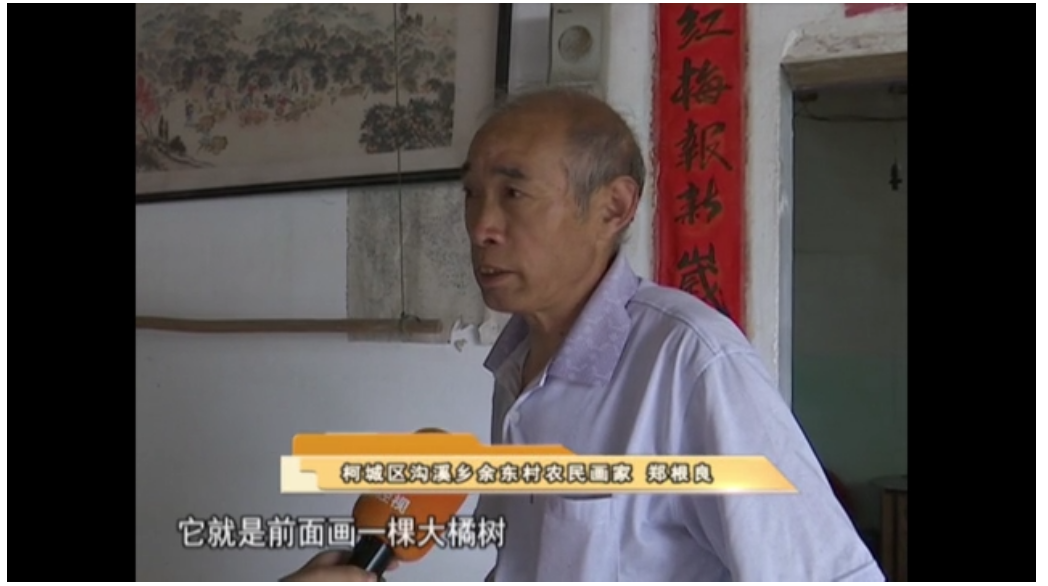 红梅報新歲
柯城区沟溪乡余东村农民画家 郑根良
它就是前面画一棵大橘树